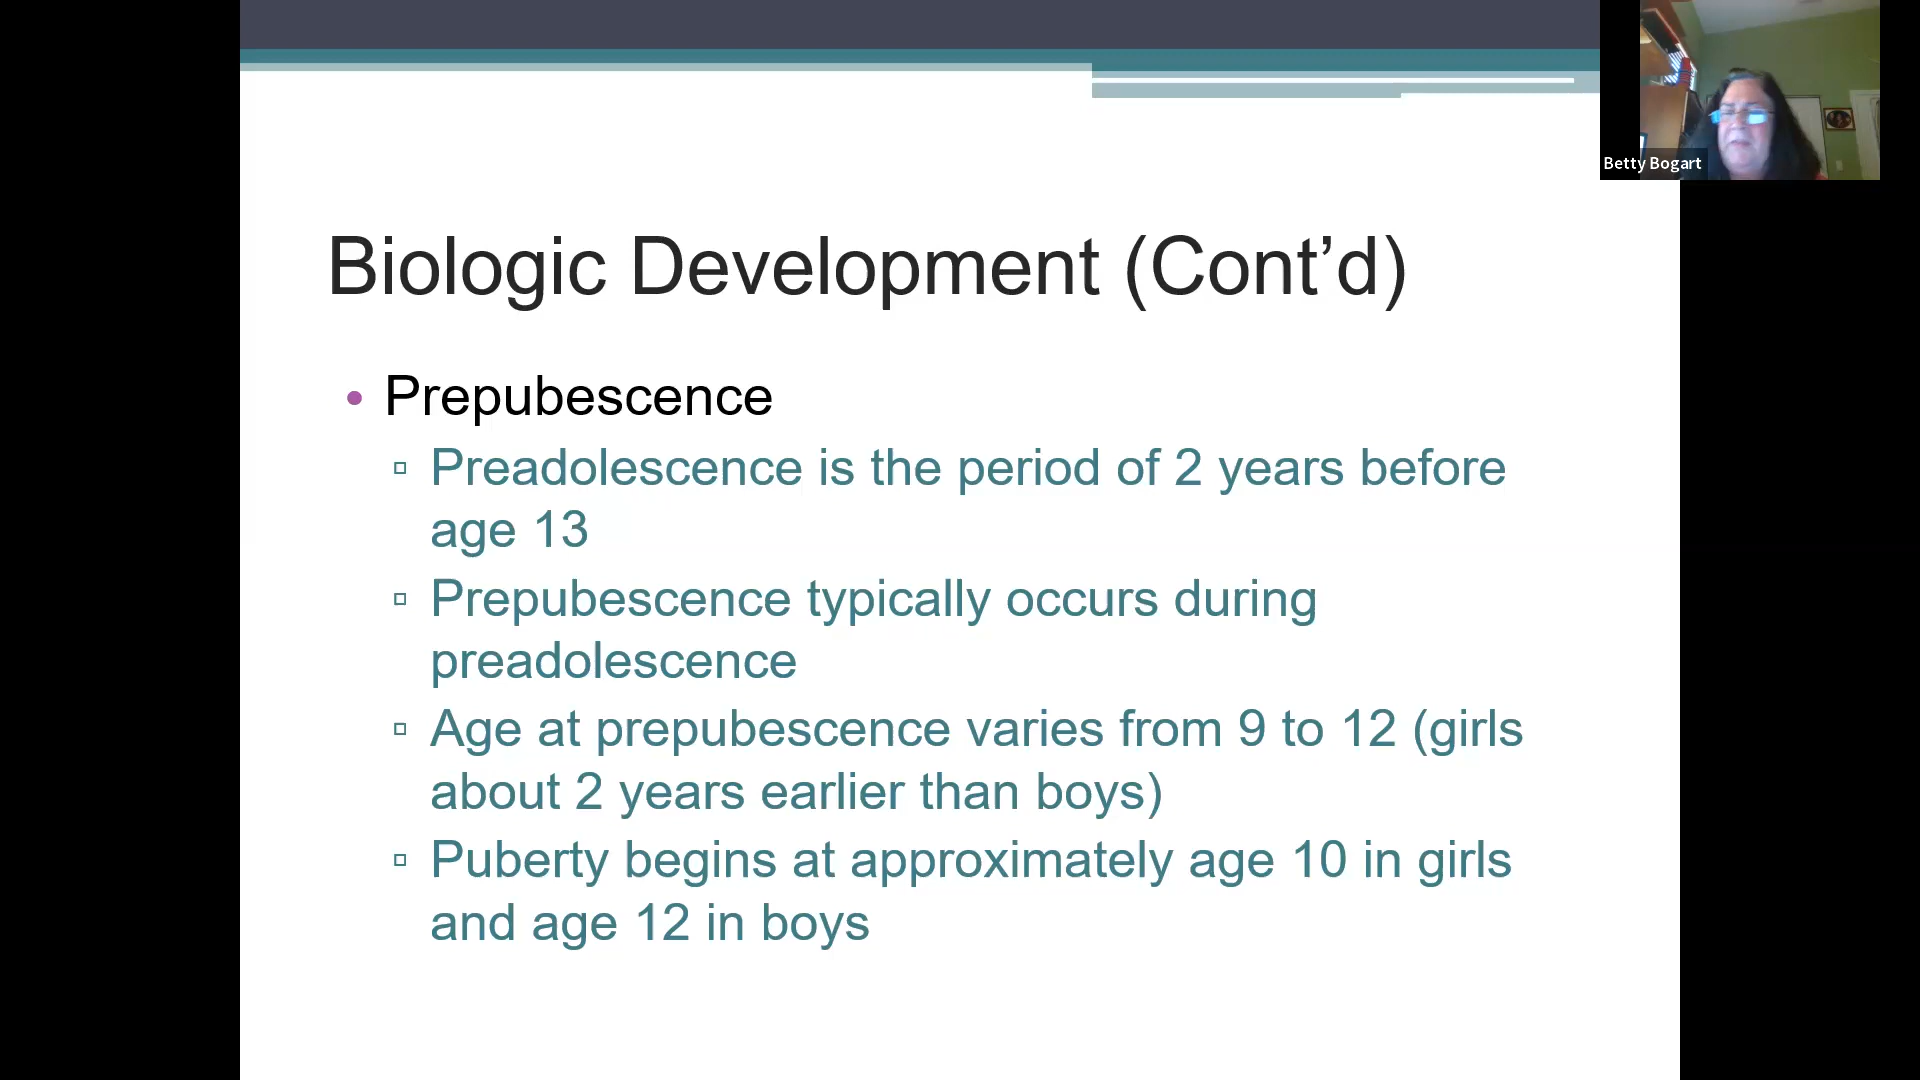 Betty Bogart
Biologic Development (Cont’d)
• Prepubescence
▫ Preadolescence is the period of 2 years before
age 13
▫ Prepubescence typically occurs during
preadolescence
▫ Age at prepubescence varies from 9 to 12 (girls
about 2 years earlier than boys)
▫ Puberty begins at approximately age 10 in girls
and age 12 in boys